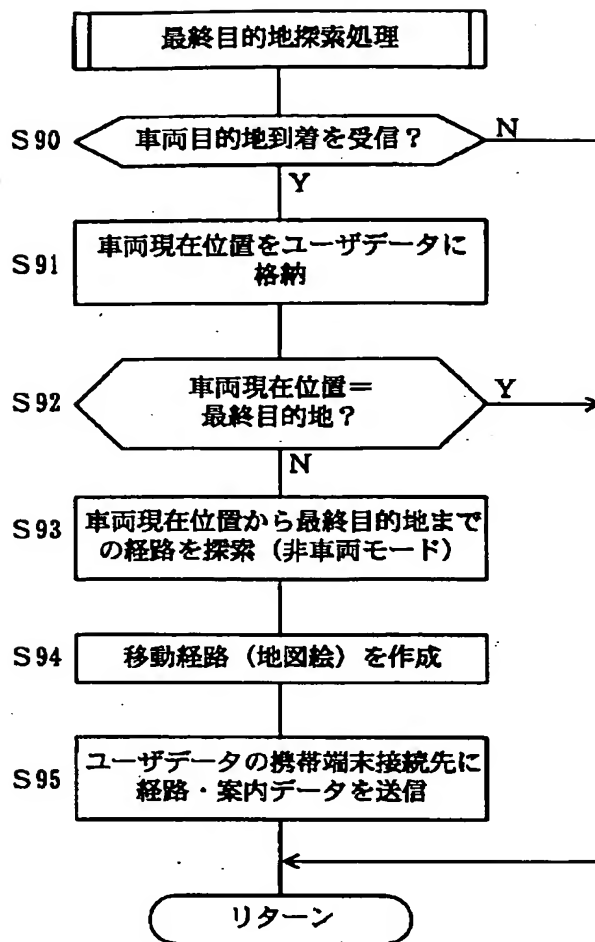 最終目的地探索処理
S90
車両目的地到着を受信？
N
Y
S91
車両現在位置をユーザデータに
格納
S92
車両現在位置＝
最終目的地？
Y
N
S93
車両現在位置から最終目的地まで
の経路を探索（非車両モード）
S94
移動経路（地図絵）を作成
S95
ユーザデータの携帯端末接続先に
経路・案内データを送信
リターン